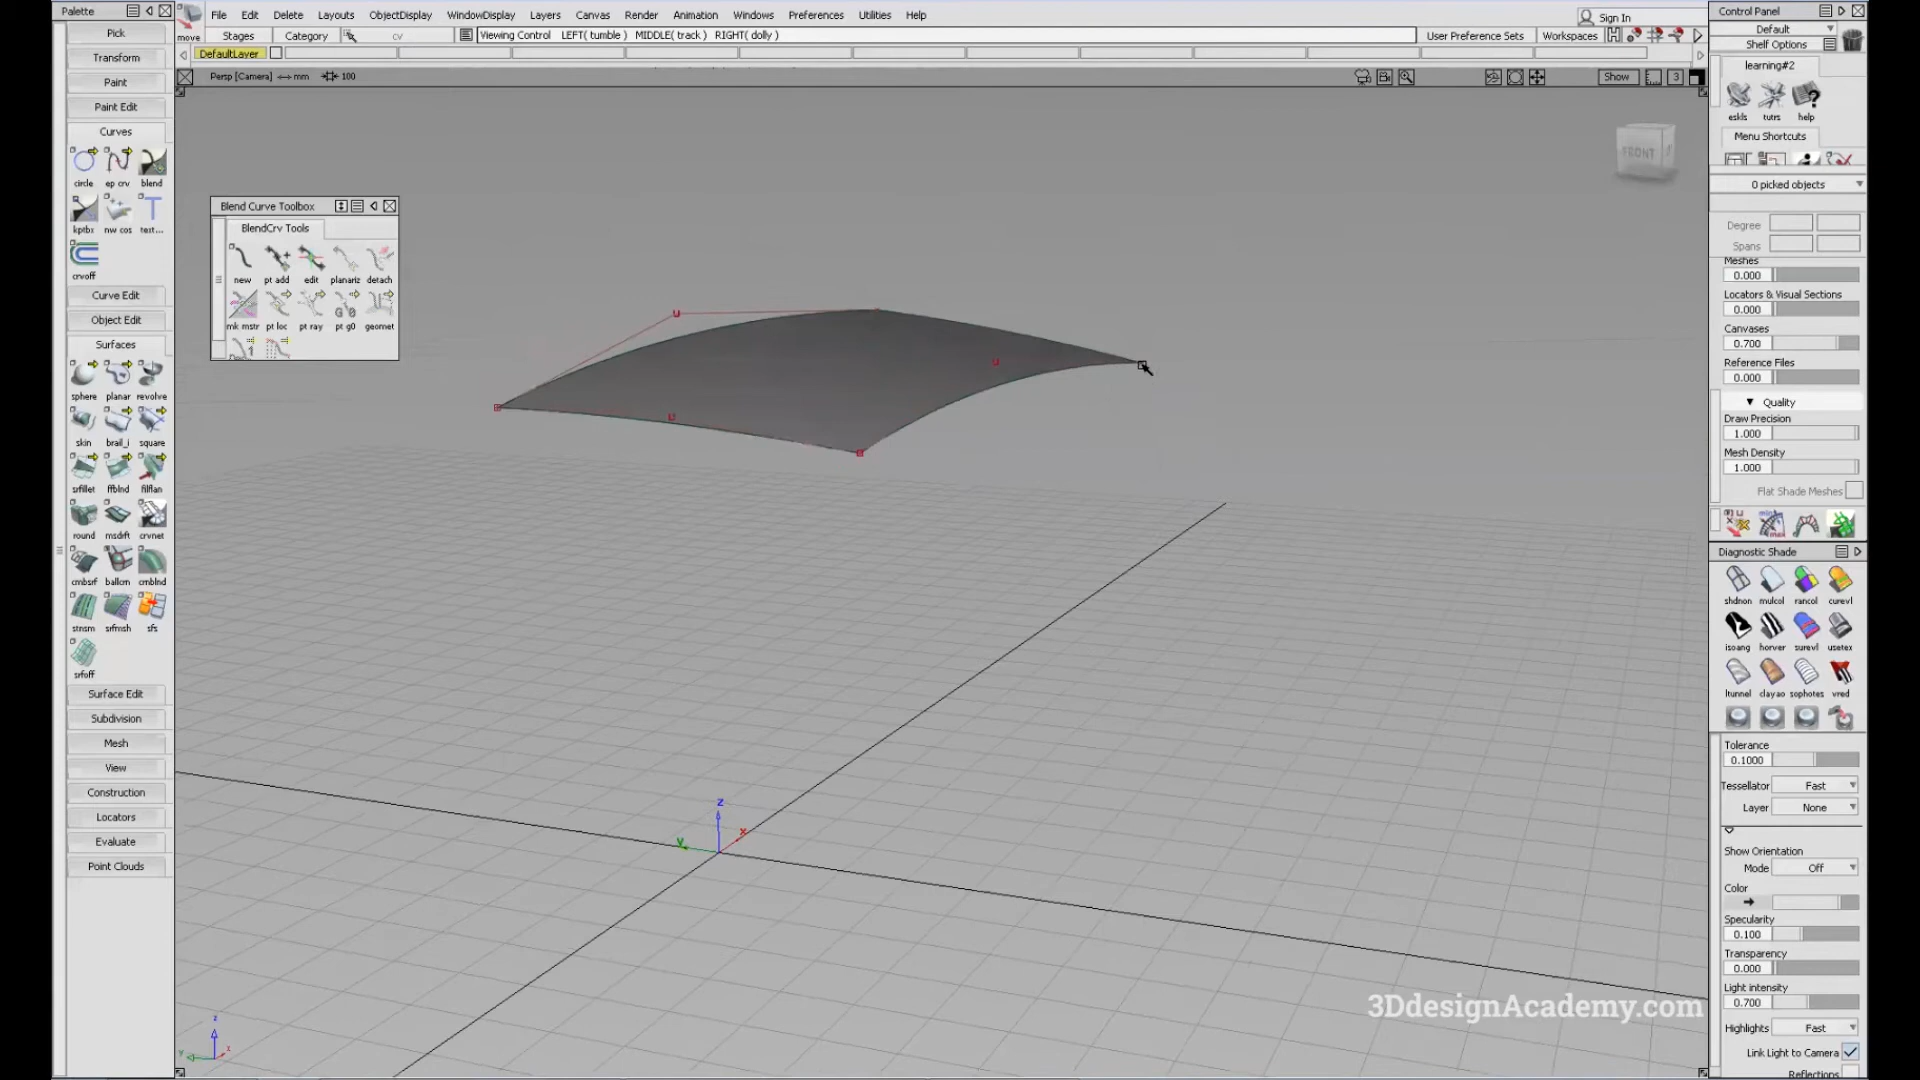 Palette
File Edit Delete Layouts ObjectDisplay WindowDisplay Layers Canvas Render Animation Windows Preferences Utilities Help
Sign In
Control Panel
Pick
move
Stages Category cv Viewing Control LEFT( tumble ) MIDDLE( track ) RIGHT( dolly ) User Preference Sets Workspaces
Default
Shelf Options
Transform
DefaultLayer
learning#2
Paint
Persp [Camera] mm 100 Show 3
Paint Edit
eskls tutrs help
Curves
Menu Shortcuts
FRONT
circle ep crv blend
0 picked objects
Blend Curve Toolbox
BlendCrv Tools
kptbx nw cos text...
Degree
Spans
crvoff
new pt add edit planariz detach
Meshes
0.000
Curve Edit
Locators & Visual Sections
0.000
Object Edit
mk mstr pt loc pt ray pt g0 geomet
Canvases
0.700
Surfaces
Reference Files
0.000
sphere planar revolve
Quality
Draw Precision
1.000
skin brail_i square
Mesh Density
1.000
srfillet ffblnd filflan
Flat Shade Meshes
round msdrft crvnet
Diagnostic Shade
cmbsrf ballcrn cmblnd
shdnon mulcol rancol curevl
stnsm srfmsh sfs
isoang horver surevl usetex
srfoff
ltunnel clayao sophotes vred
Surface Edit
Subdivision
Mesh
Tolerance
0.1000
View
Tessellator Fast
Construction
Layer None
Locators
Evaluate
Show Orientation
Mode Off
Point Clouds
Color
Specularity
0.100
Transparency
0.000
Light intensity
0.700
Highlights Fast
Link Light to Camera
Reflections
u
u
u
z
x
y
z
y x
3DdesignAcademy.com